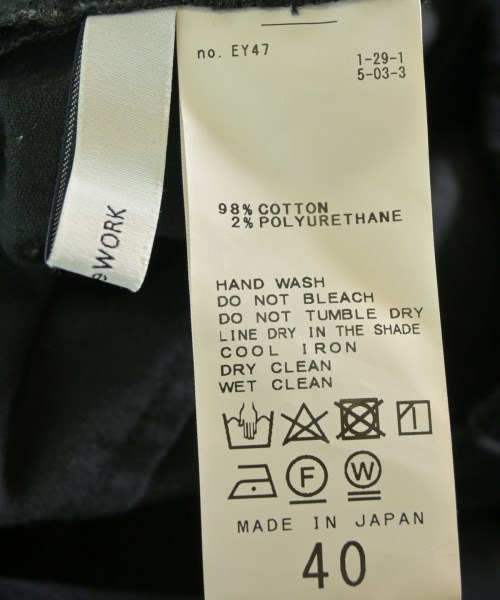 no. EY47
1-29-1
5-03-3
WORK
98% COTTON
2% POLYURETHANE
HAND WASH
DO NOT BLEACH
DO NOT TUMBLE DRY
LINE DRY IN THE SHADE
COOL IRON
DRY CLEAN
WET CLEAN
F W
MADE IN JAPAN
40